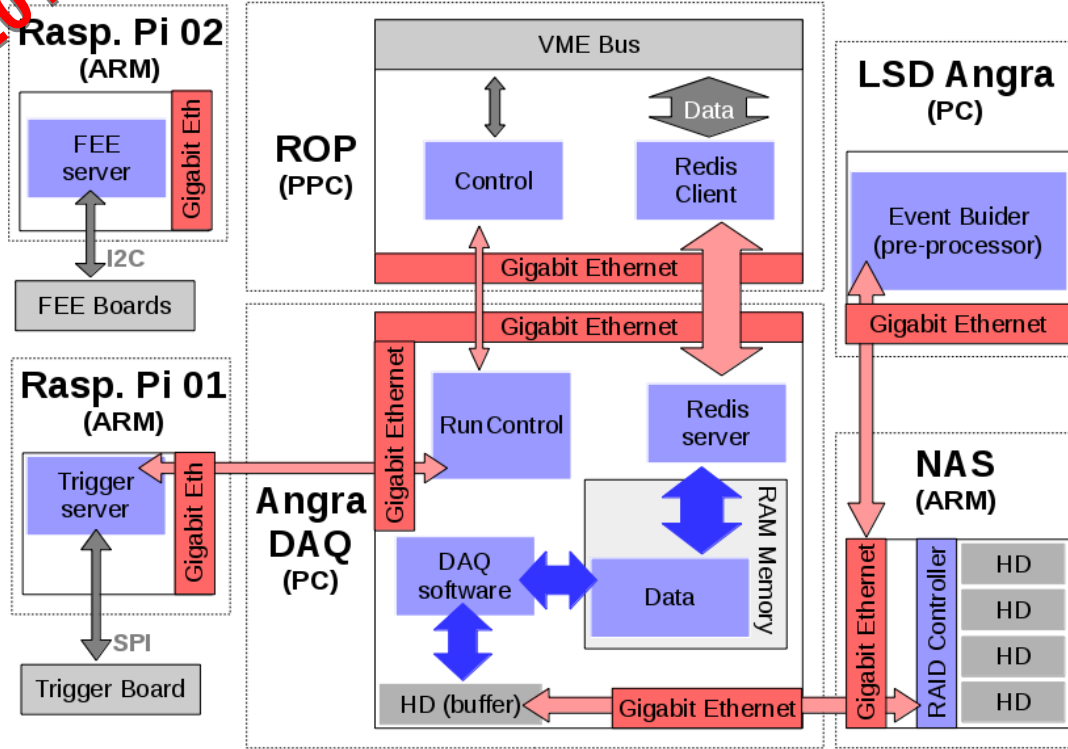 Rasp. Pi 02
(ARM)
FEE
server
Gigabit Eth
I2C
FEE Boards
Rasp. Pi 01
(ARM)
Trigger
server
Gigabit Eth
SPI
Trigger Board
VME Bus
ROP
(PPC)
Data
Control
Redis
Client
Gigabit Ethernet
Gigabit Ethernet
Angra
DAQ
(PC)
Gigabit Ethernet
Run Control
Redis
server
RAM Memory
DAQ
software
Data
HD (buffer)
Gigabit Ethernet
LSD Angra
(PC)
Event Buider
(pre-processor)
Gigabit Ethernet
NAS
(ARM)
Gigabit Ethernet
RAID Controller
HD
HD
HD
HD